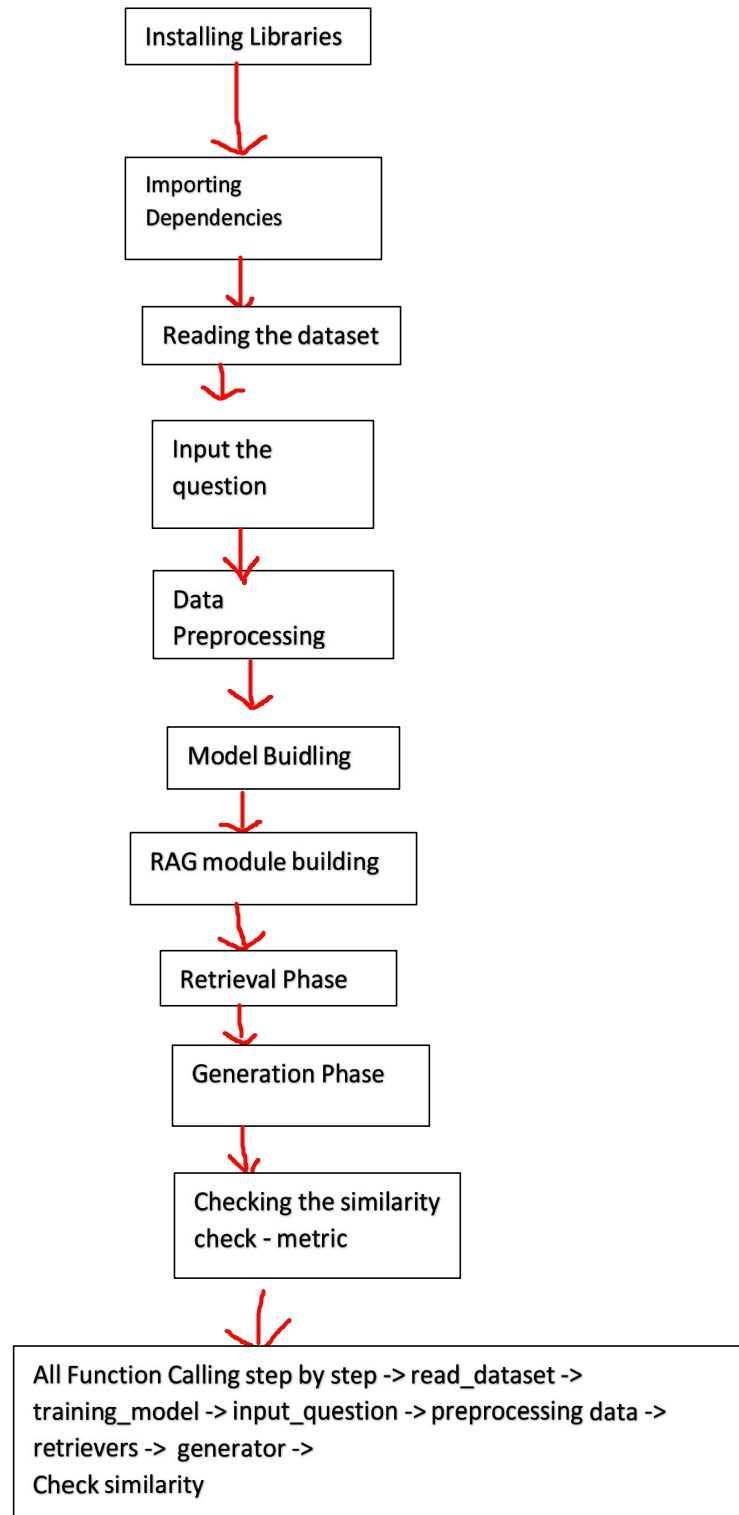 Installing Libraries
Importing
Dependencies
Reading the dataset
Input the
question
Data
Preprocessing
Model Buidling
RAG module building
Retrieval Phase
Generation Phase
Checking the similarity
check - metric
All Function Calling step by step -> read_dataset ->
training_model -> input_question -> preprocessing data ->
retrievers -> generator ->
Check similarity